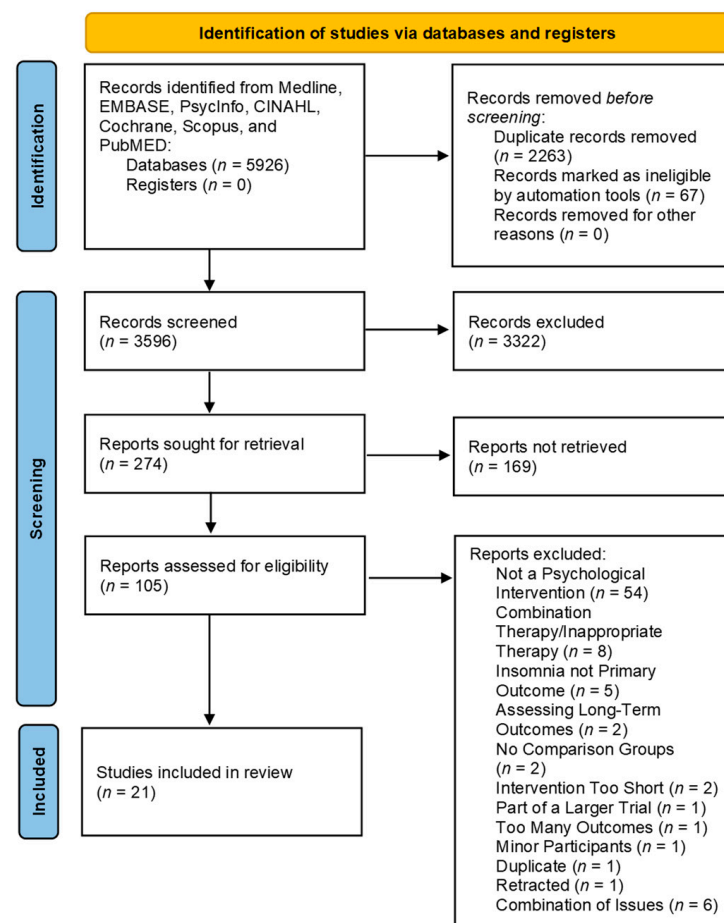 Identification of studies via databases and registers
Identification
Records identified from Medline,
EMBASE, PsycInfo, CINAHL,
Cochrane, Scopus, and
PubMED:
Databases (n = 5926)
Registers (n = 0)
Records removed before
screening:
Duplicate records removed
(n = 2263)
Records marked as ineligible
by automation tools (n = 67)
Records removed for other
reasons (n = 0)
Screening
Records screened
(n = 3596)
Records excluded
(n = 3322)
Reports sought for retrieval
(n = 274)
Reports not retrieved
(n = 169)
Reports assessed for eligibility
(n = 105)
Reports excluded:
Not a Psychological
Intervention (n = 54)
Combination
Therapy/Inappropriate
Therapy (n = 8)
Insomnia not Primary
Outcome (n = 5)
Assessing Long-Term
Outcomes (n = 2)
No Comparison Groups
(n = 2)
Intervention Too Short (n = 2)
Part of a Larger Trial (n = 1)
Too Many Outcomes (n = 1)
Minor Participants (n = 1)
Duplicate (n = 1)
Retracted (n = 1)
Combination of Issues (n = 6)
Included
Studies included in review
(n = 21)